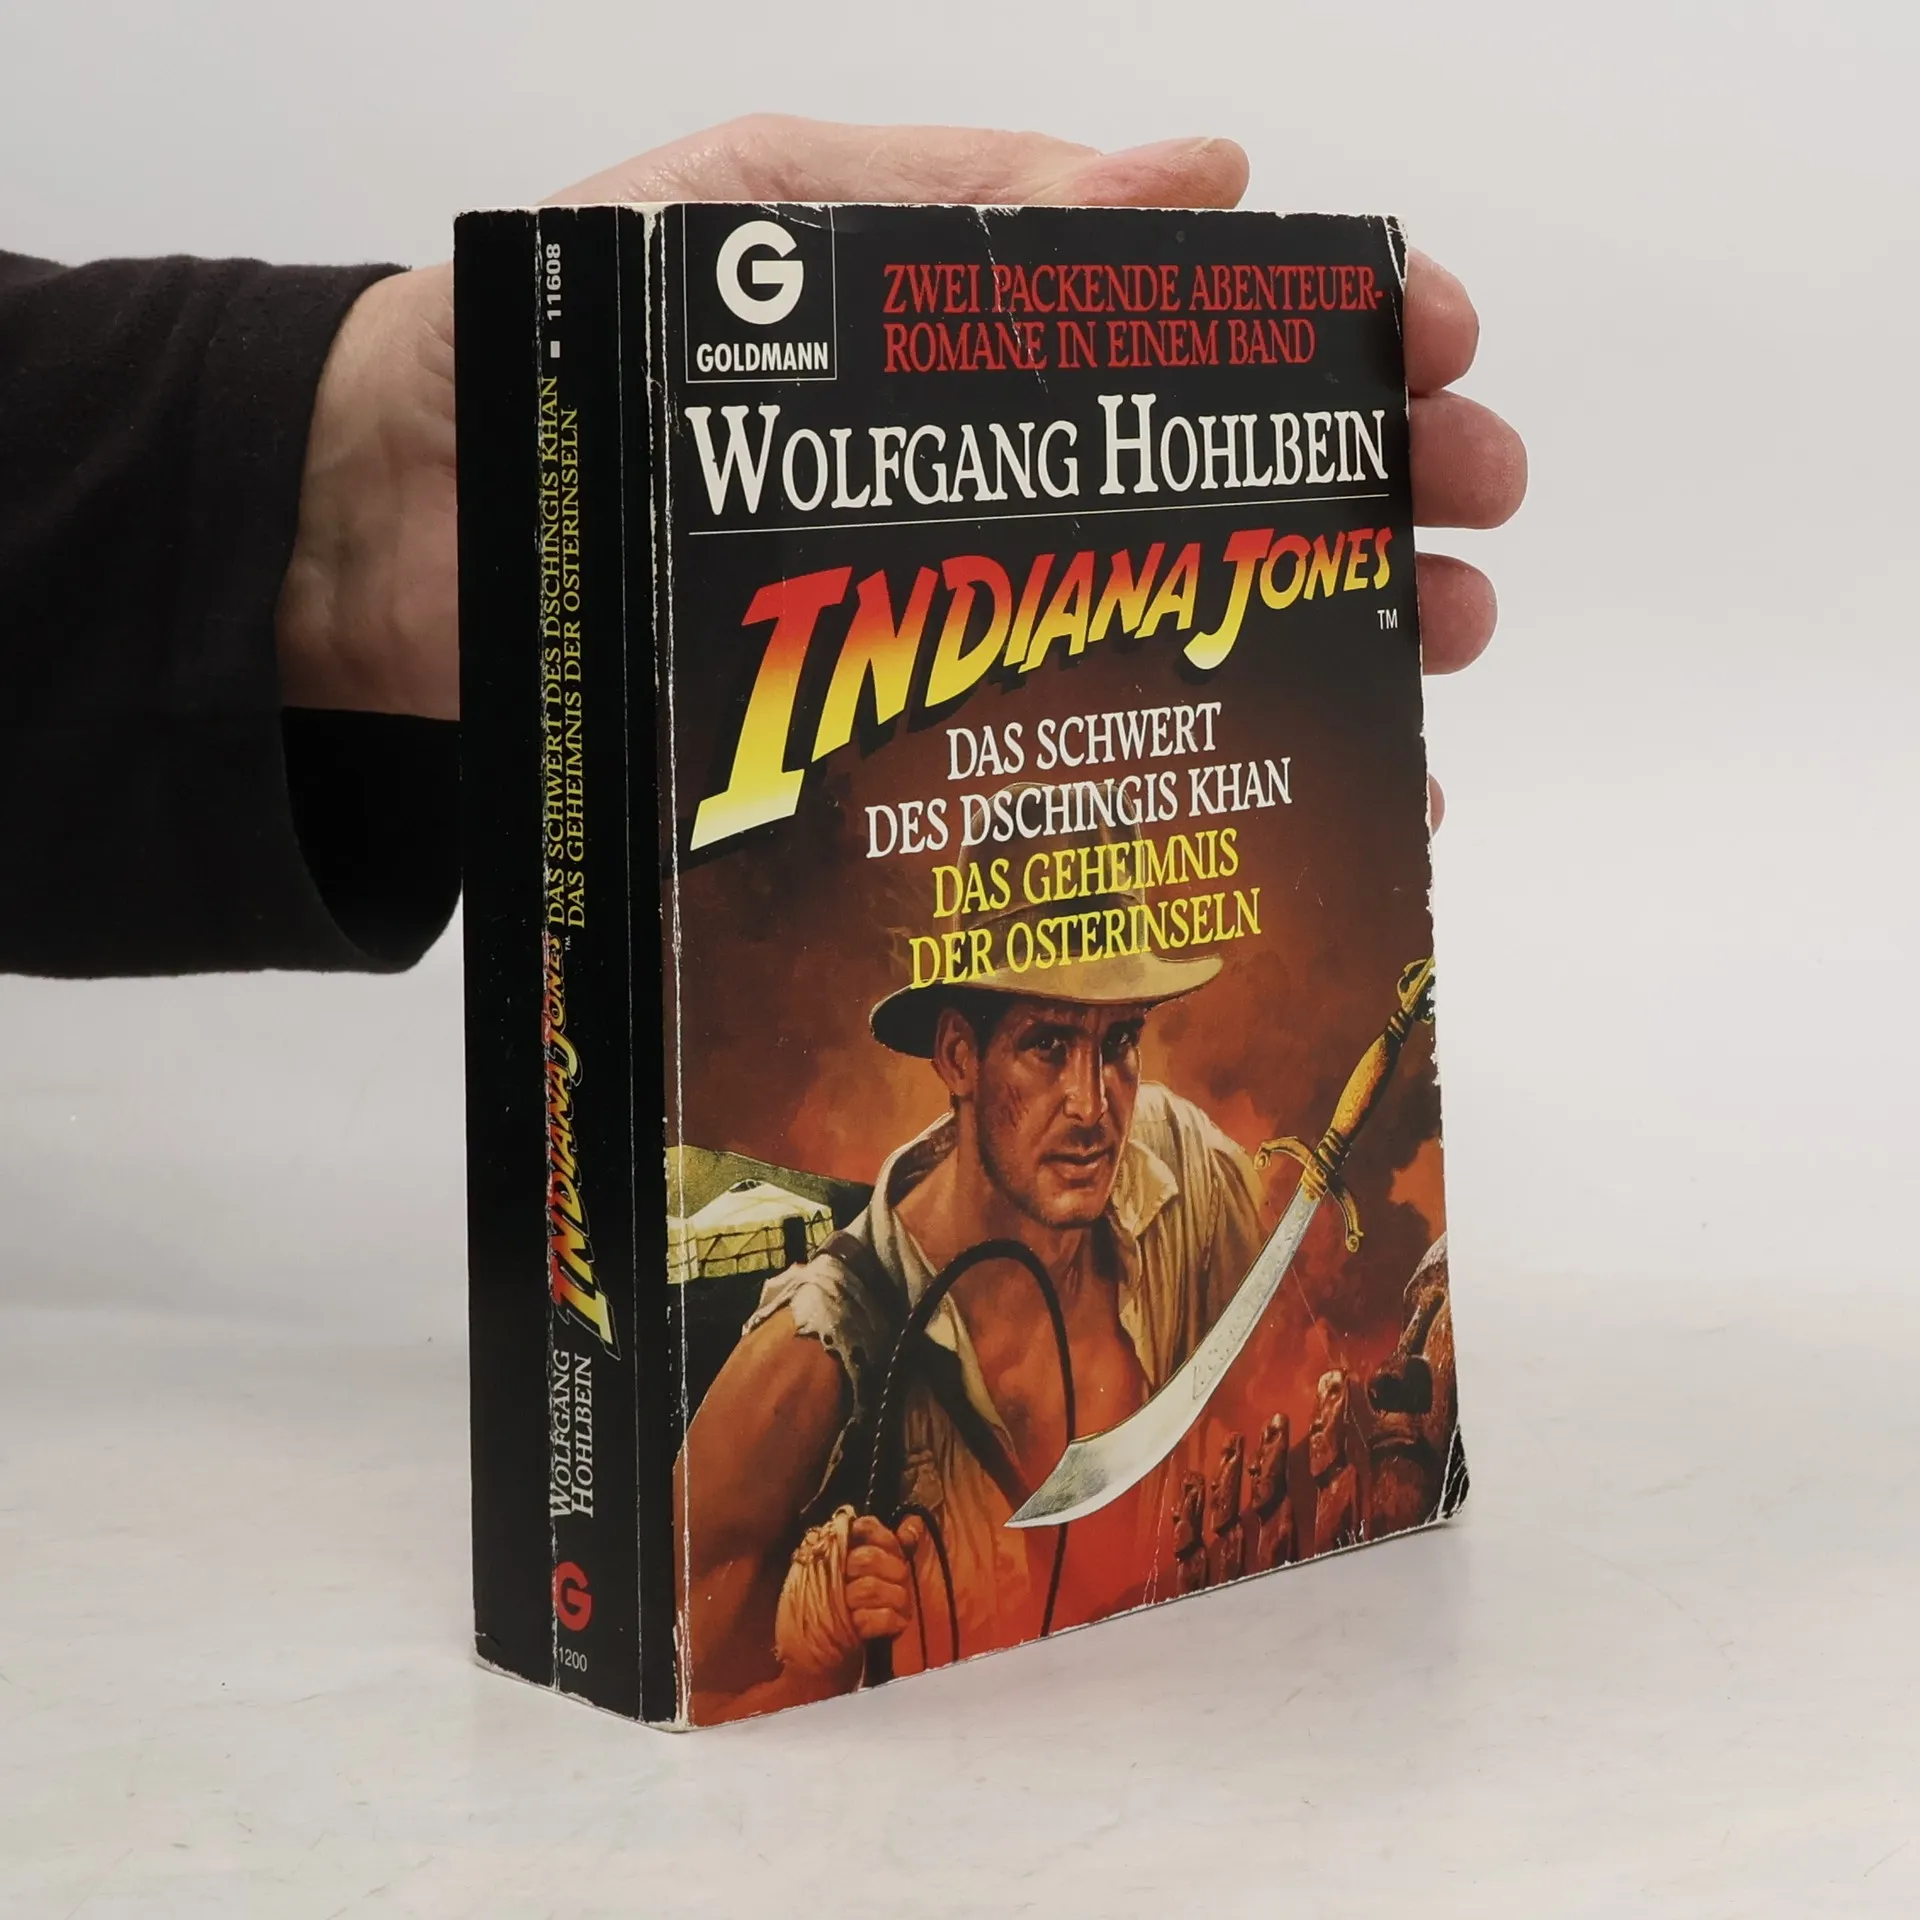 G
GOLDMANN
ZWEI PACKENDE ABENTEUER-
ROMANE IN EINEM BAND
WOLFGANG HOHLBEIN
INDIANA JONES
TM
DAS SCHWERT
DES DSCHINGIS KHAN
DAS GEHEIMNIS
DER OSTERINSELN
WOLFGANG
HOHLBEIN
INDIANA JONES
TM
DAS SCHWERT DES DSCHINGIS KHAN
DAS GEHEIMNIS DER OSTERINSELN
11608
G
1200